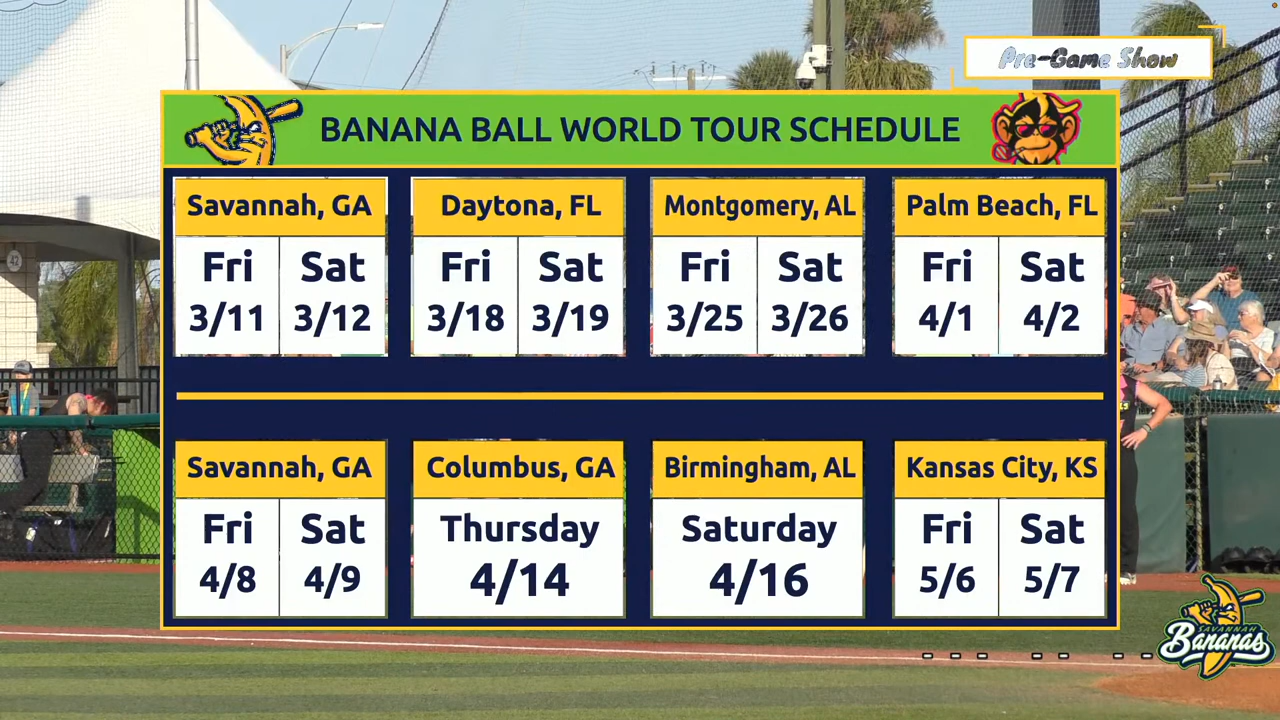 Pre-Game Show
BANANA BALL WORLD TOUR SCHEDULE
Savannah, GA
Fri Sat
3/11 3/12
Daytona, FL
Fri Sat
3/18 3/19
Montgomery, AL
Fri Sat
3/25 3/26
Palm Beach, FL
Fri Sat
4/1 4/2
Savannah, GA
Fri Sat
4/8 4/9
Columbus, GA
Thursday
4/14
Birmingham, AL
Saturday
4/16
Kansas City, KS
Fri Sat
5/6 5/7
42
SAVANNAH
Bananas